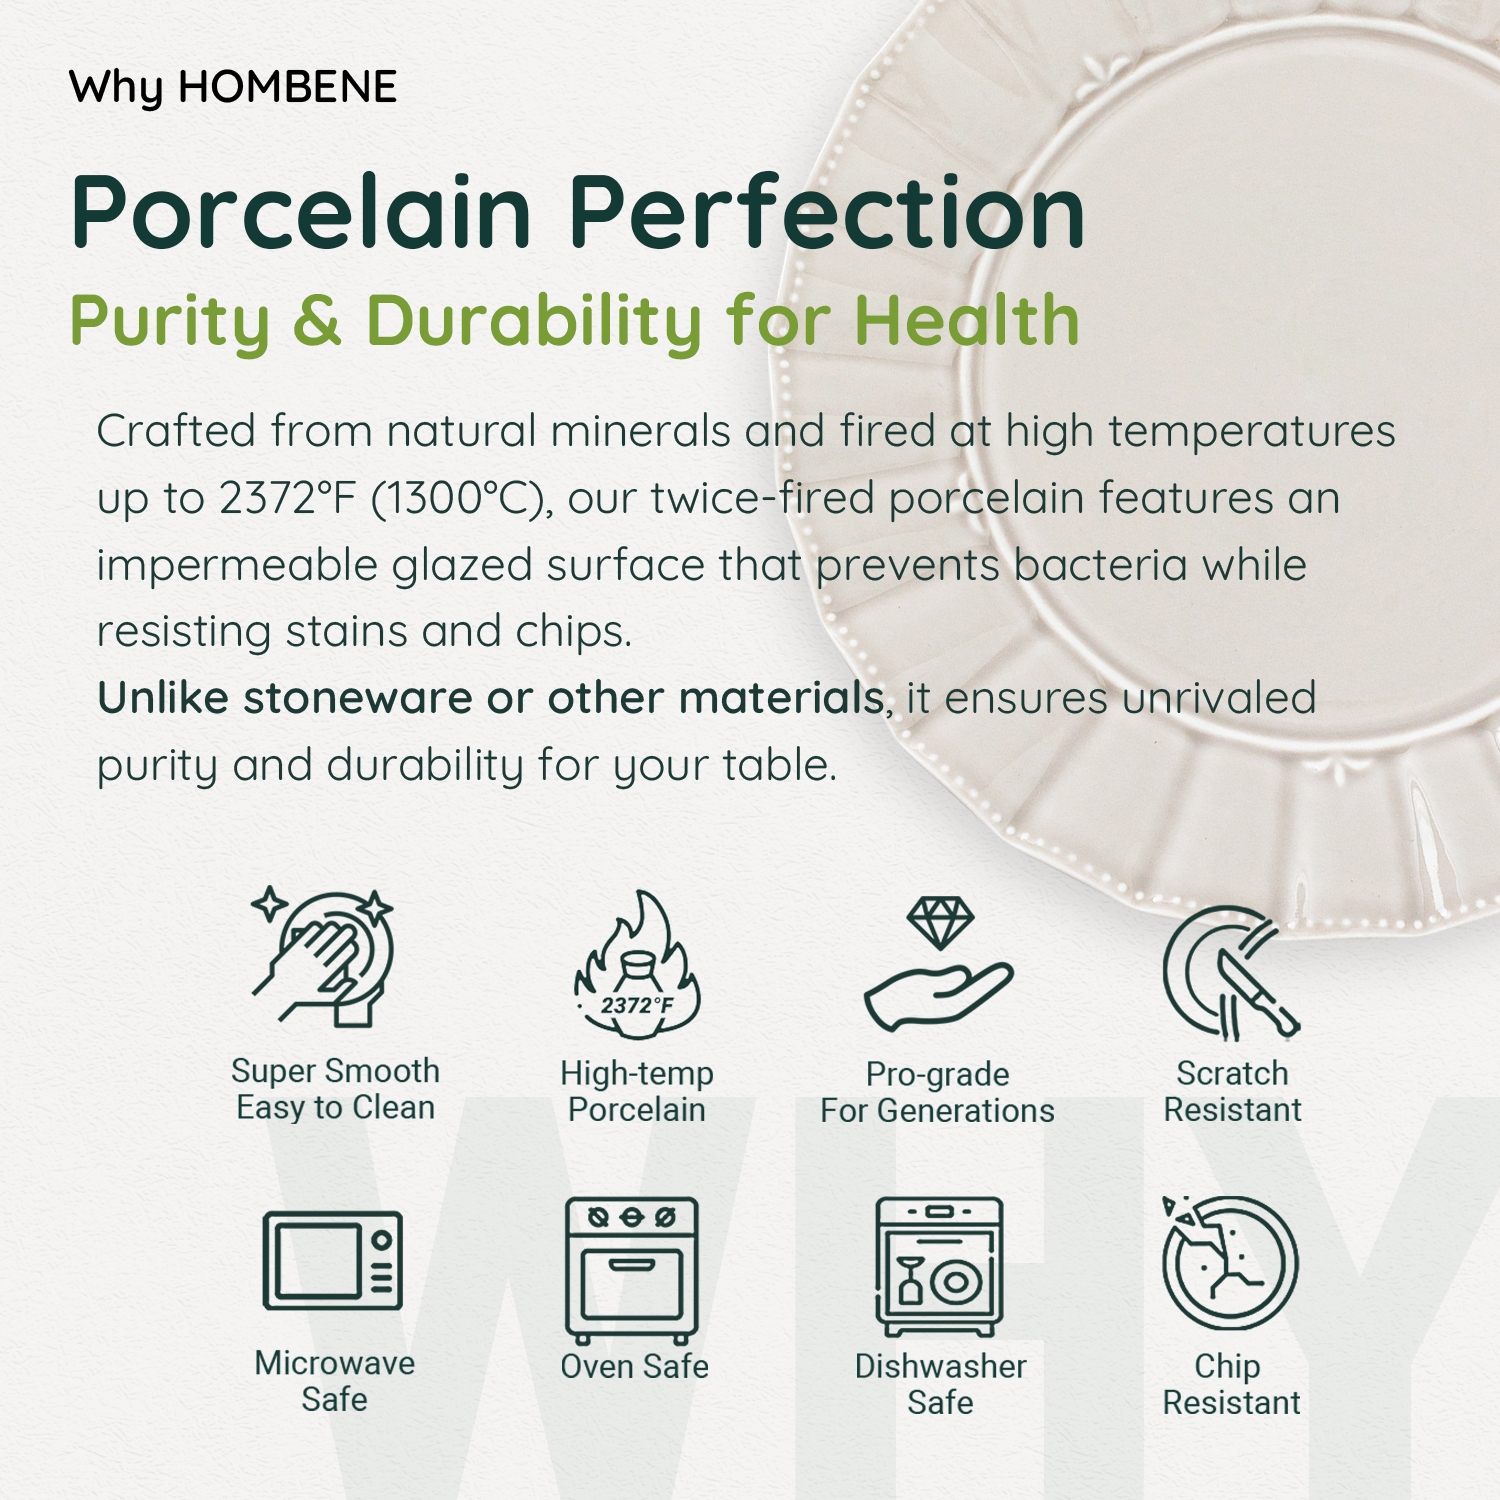 Why HOMBENE
Porcelain Perfection
Purity & Durability for Health
Crafted from natural minerals and fired at high temperatures
up to 2372°F (1300°C), our twice-fired porcelain features an
impermeable glazed surface that prevents bacteria while
resisting stains and chips.
Unlike stoneware or other materials, it ensures unrivaled
purity and durability for your table.
2372°F
Super Smooth
Easy to Clean
High-temp
Porcelain
Pro-grade
For Generations
Scratch
Resistant
Microwave
Safe
Oven Safe
Dishwasher
Safe
Chip
Resistant
WHY